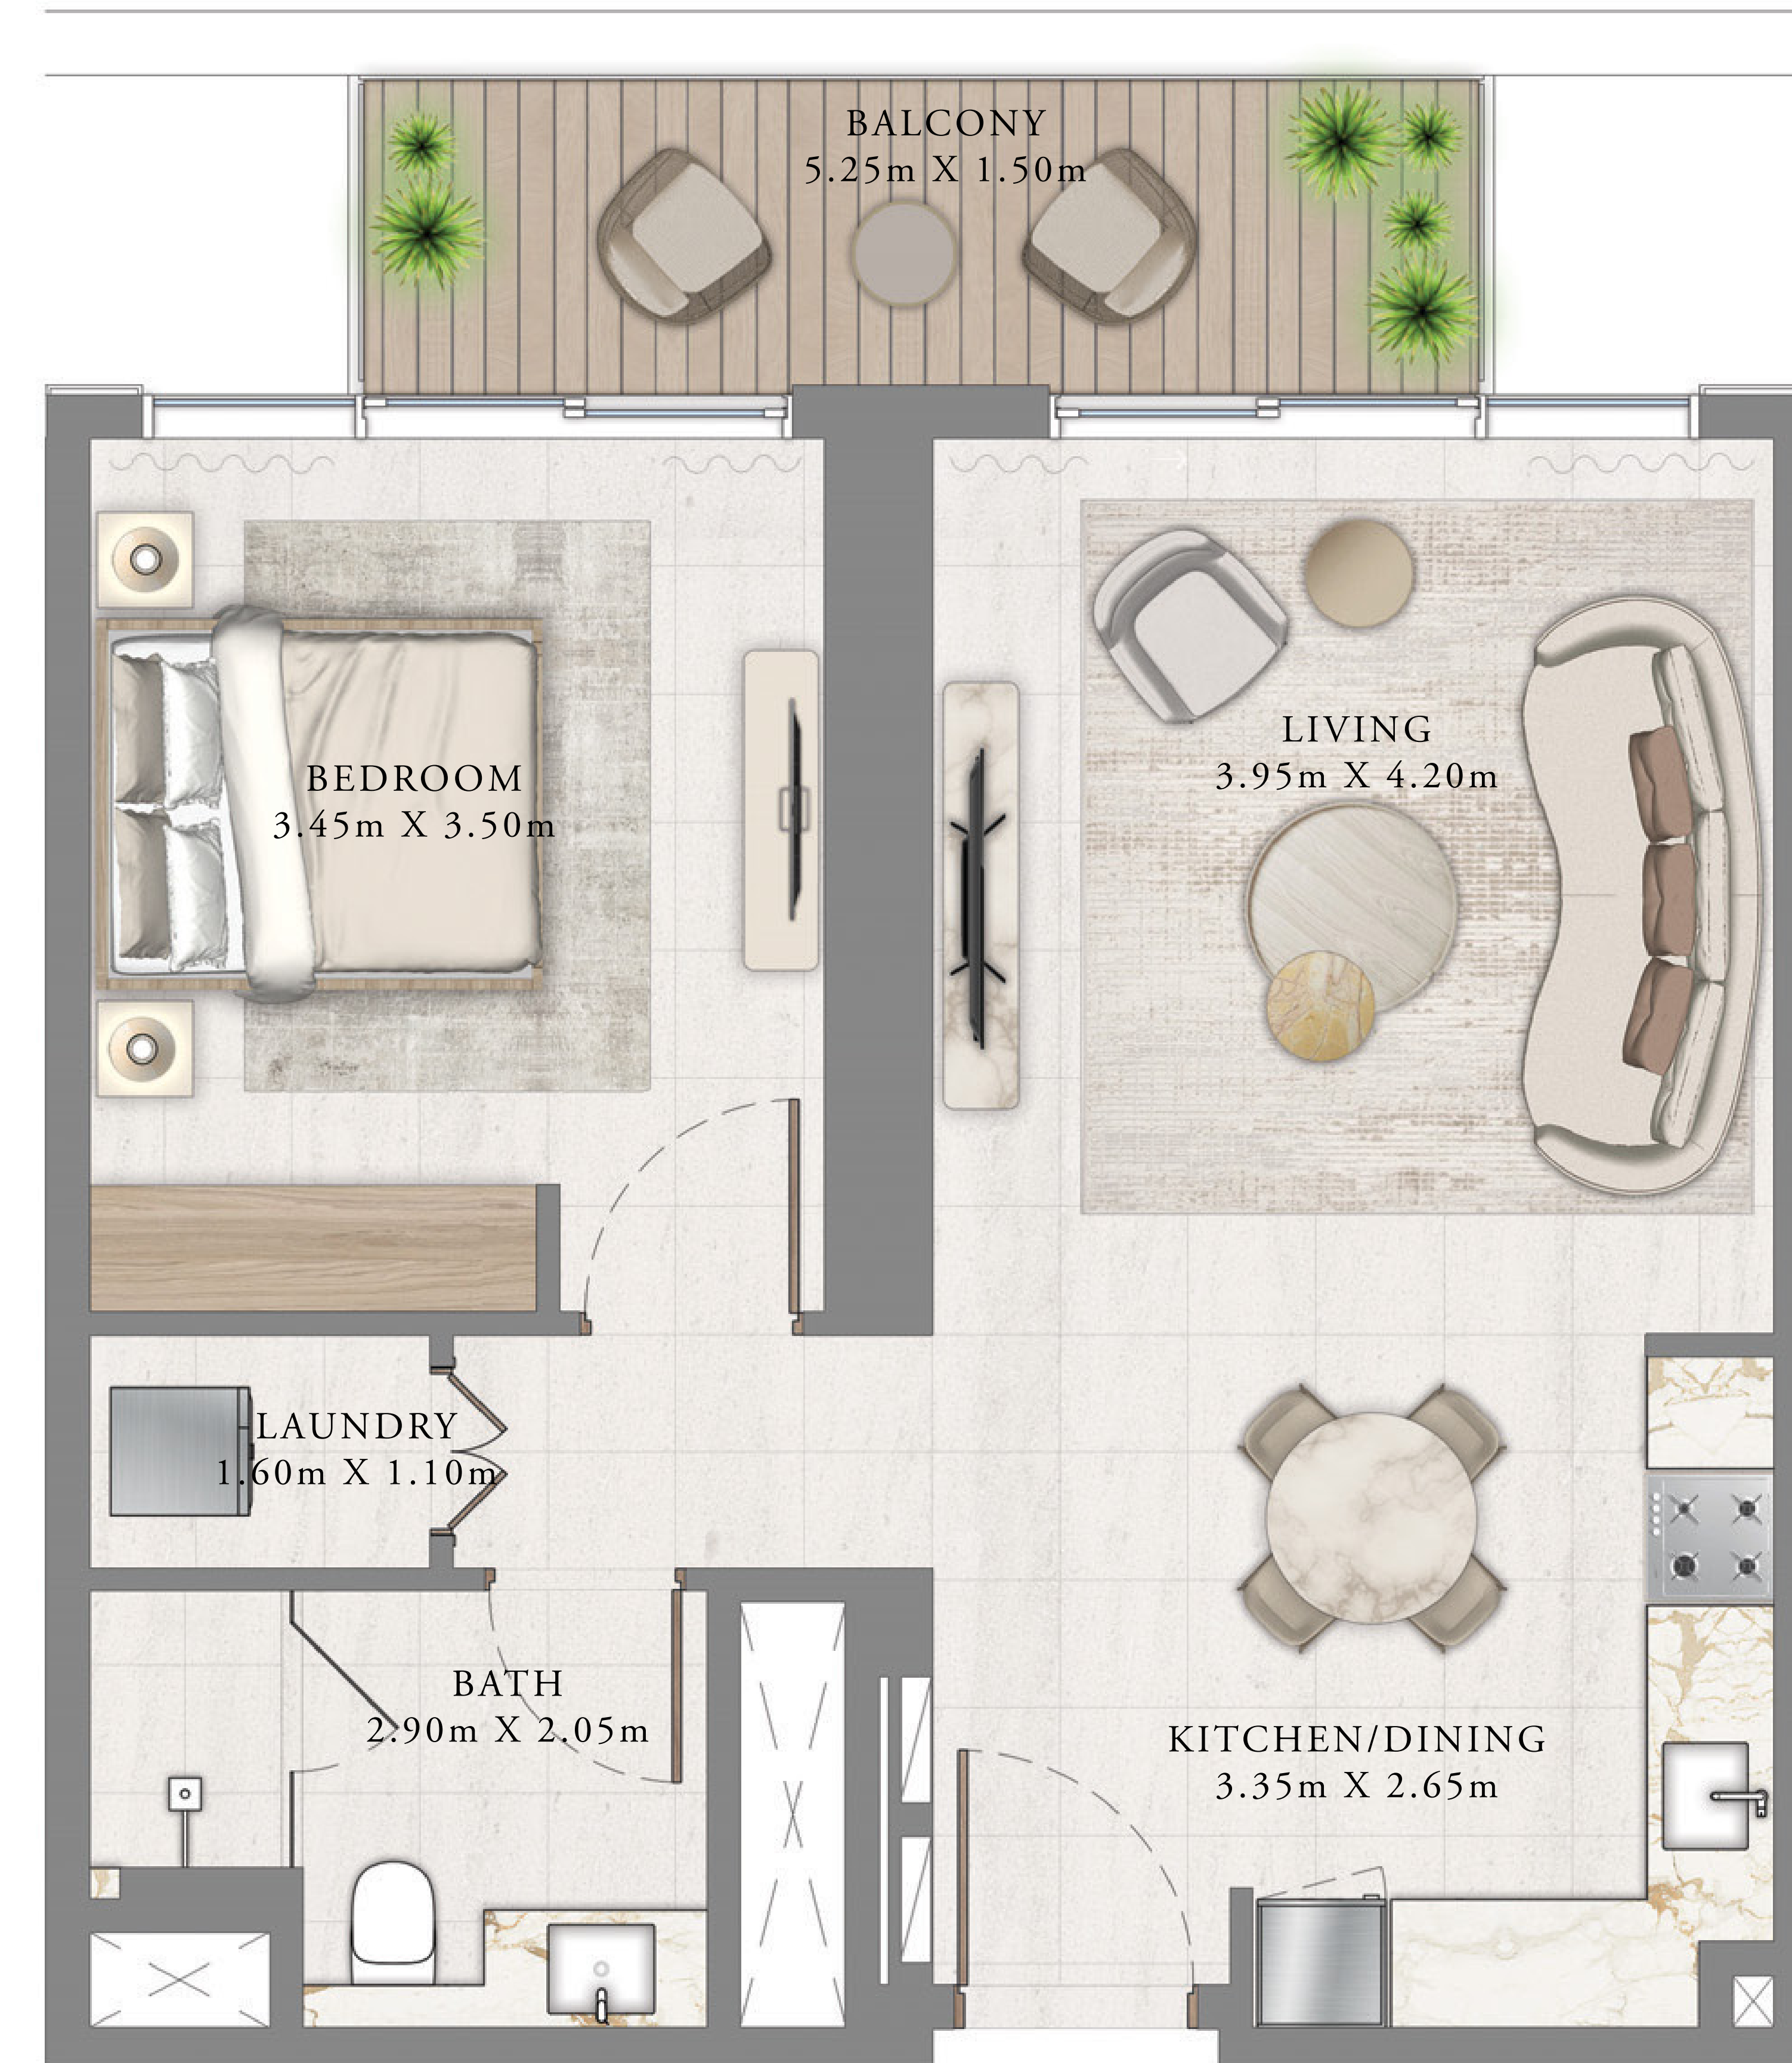 BALCONY
5.25m X 1.50m
LIVING
3.95m X 4.20m
BEDROOM
3.45m X 3.50m
LAUNDRY
1.60m X 1.10m
BATH
2.90m X 2.05m
KITCHEN/DINING
3.35m X 2.65m